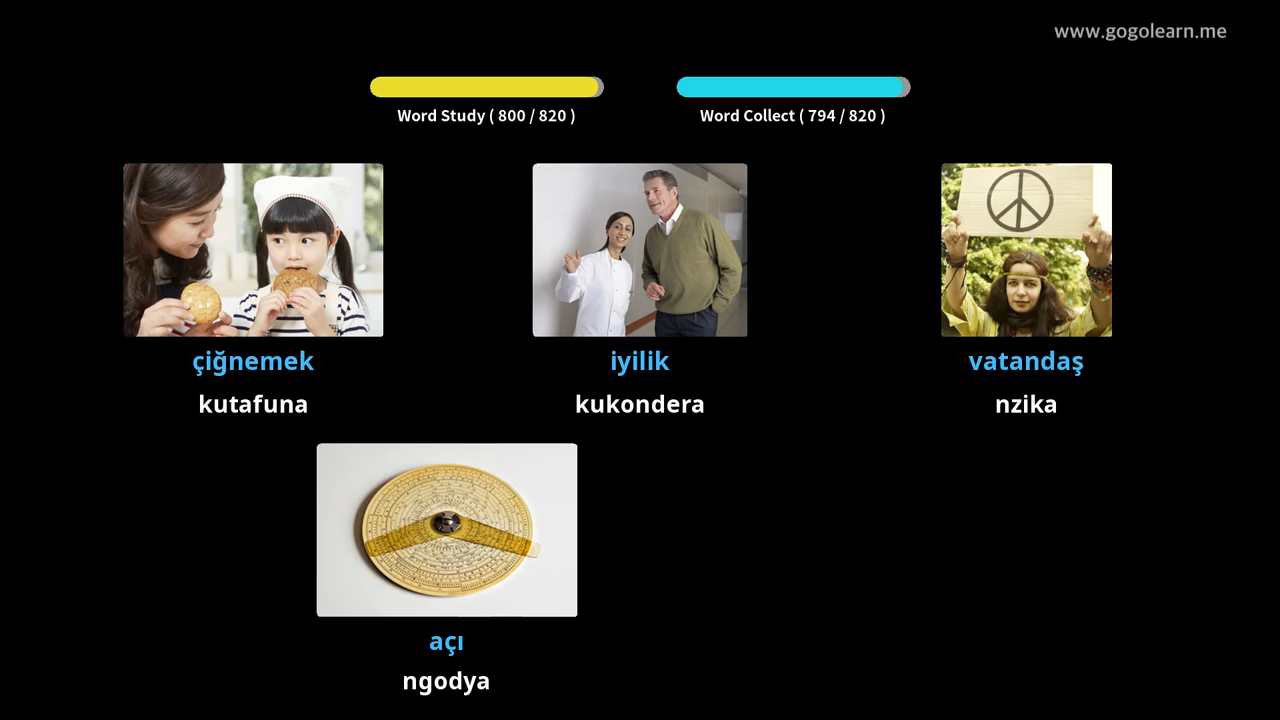 www.gogolearn.me
Word Study ( 800 / 820 )
Word Collect ( 794 / 820 )
çiğnemek
iyilik
vatandaş
kutafuna
kukondera
nzika
açı
ngodya